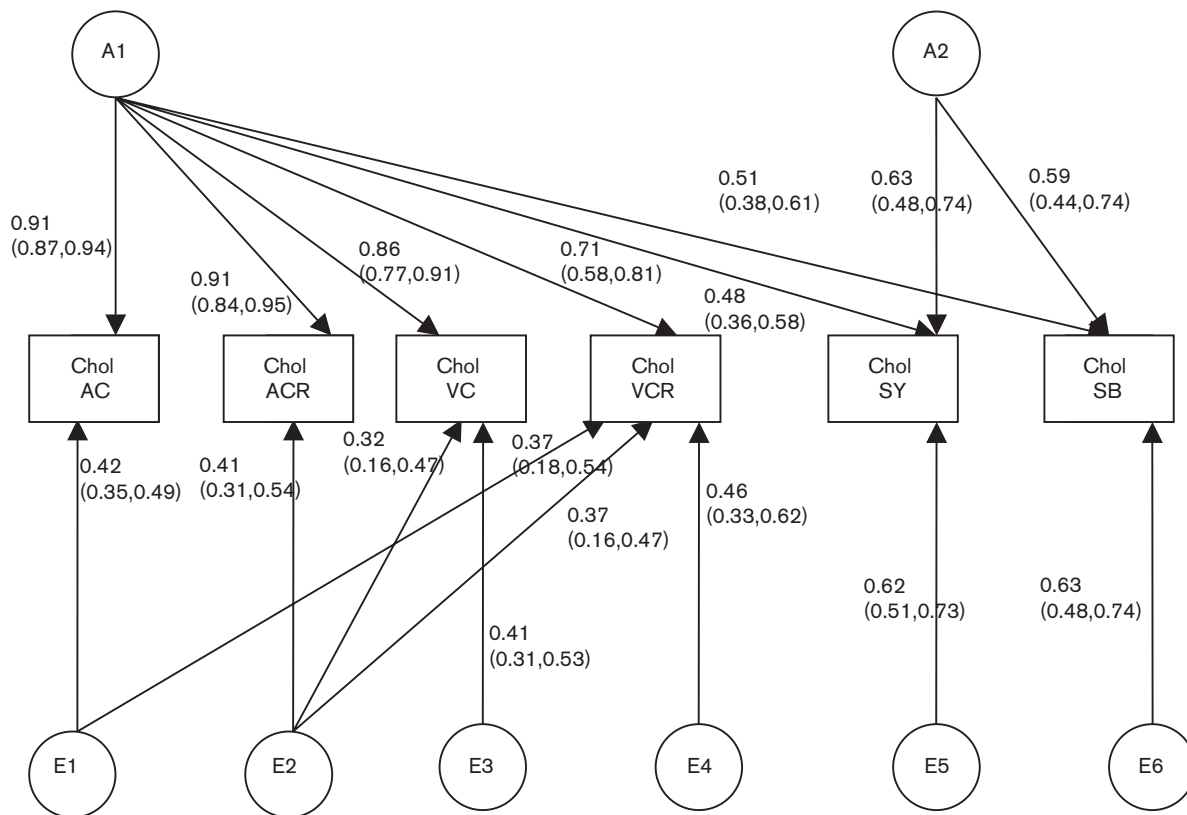 A1
A2
0.51
(0.38,0.61)
0.63
(0.48,0.74)
0.59
(0.44,0.74)
0.91
(0.87,0.94)
0.91
(0.84,0.95)
0.86
(0.77,0.91)
0.71
(0.58,0.81)
0.48
(0.36,0.58)
Chol
AC
Chol
ACR
Chol
VC
Chol
VCR
Chol
SY
Chol
SB
0.42
(0.35,0.49)
0.41
(0.31,0.54)
0.32
(0.16,0.47)
0.37
(0.18,0.54)
0.37
(0.16,0.47)
0.46
(0.33,0.62)
0.41
(0.31,0.53)
0.62
(0.51,0.73)
0.63
(0.48,0.74)
E1
E2
E3
E4
E5
E6